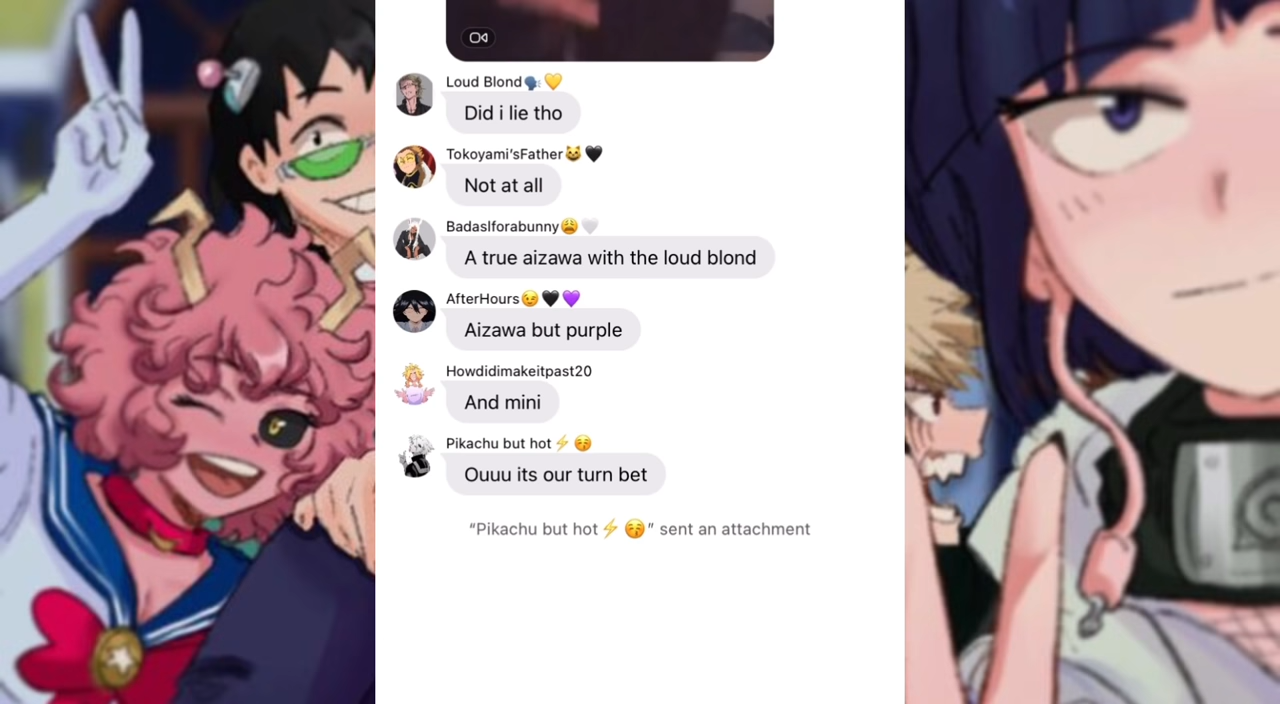 Loud Blond🗣️💛
Did i lie tho
Tokoyami'sFather😺🖤
Not at all
Badaslforabunny😩🤍
A true aizawa with the loud blond
AfterHours😉🖤💜
Aizawa but purple
Howdidimakeitpast20
And mini
Pikachu but hot⚡😚
Ouuu its our turn bet
“Pikachu but hot⚡😚” sent an attachment